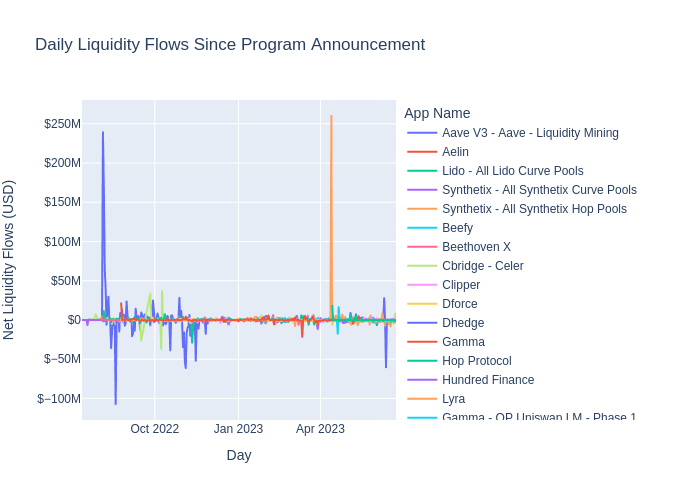 Daily Liquidity Flows Since Program Announcement
App Name
Aave V3 - Aave - Liquidity Mining
Aelin
Lido - All Lido Curve Pools
Synthetix - All Synthetix Curve Pools
Synthetix - All Synthetix Hop Pools
Beefy
Beethoven X
Cbridge - Celer
Clipper
Dforce
Dhedge
Gamma
Hop Protocol
Hundred Finance
Lyra
Gamma - OP Uniswap LM - Phase 1
$250M
$200M
$150M
$100M
$50M
$0
−$50M
−$100M
Net Liquidity Flows (USD)
Oct 2022
Jan 2023
Apr 2023
Day